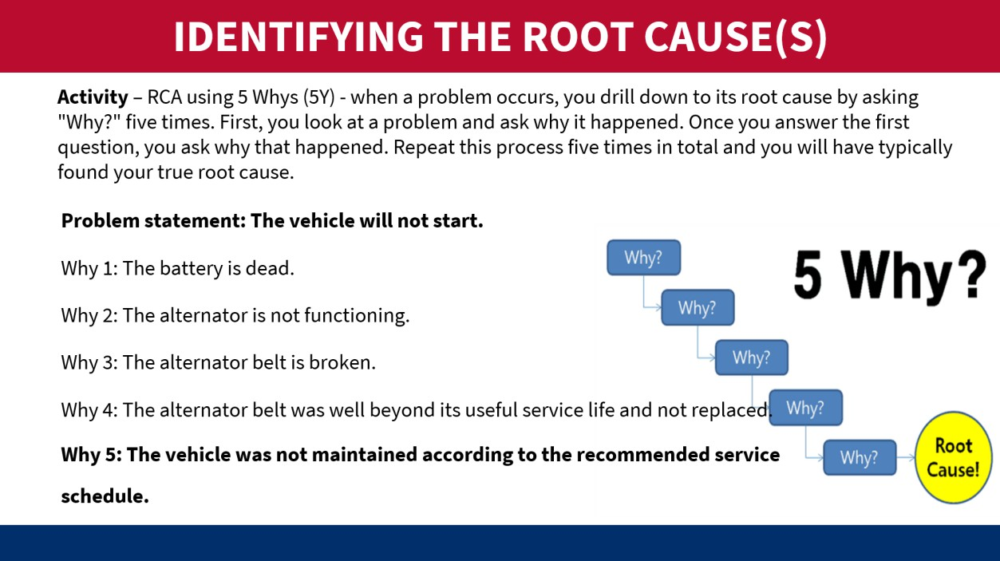 IDENTIFYING THE ROOT CAUSE(S)
Activity – RCA using 5 Whys (5Y) - when a problem occurs, you drill down to its root cause by asking
"Why?" five times. First, you look at a problem and ask why it happened. Once you answer the first
question, you ask why that happened. Repeat this process five times in total and you will have typically
found your true root cause.
Problem statement: The vehicle will not start.
Why 1: The battery is dead.
Why 2: The alternator is not functioning.
Why 3: The alternator belt is broken.
Why 4: The alternator belt was well beyond its useful service life and not replaced.
Why 5: The vehicle was not maintained according to the recommended service
schedule.
5 Why?
Why?
Why?
Why?
Why?
Why?
Root
Cause!